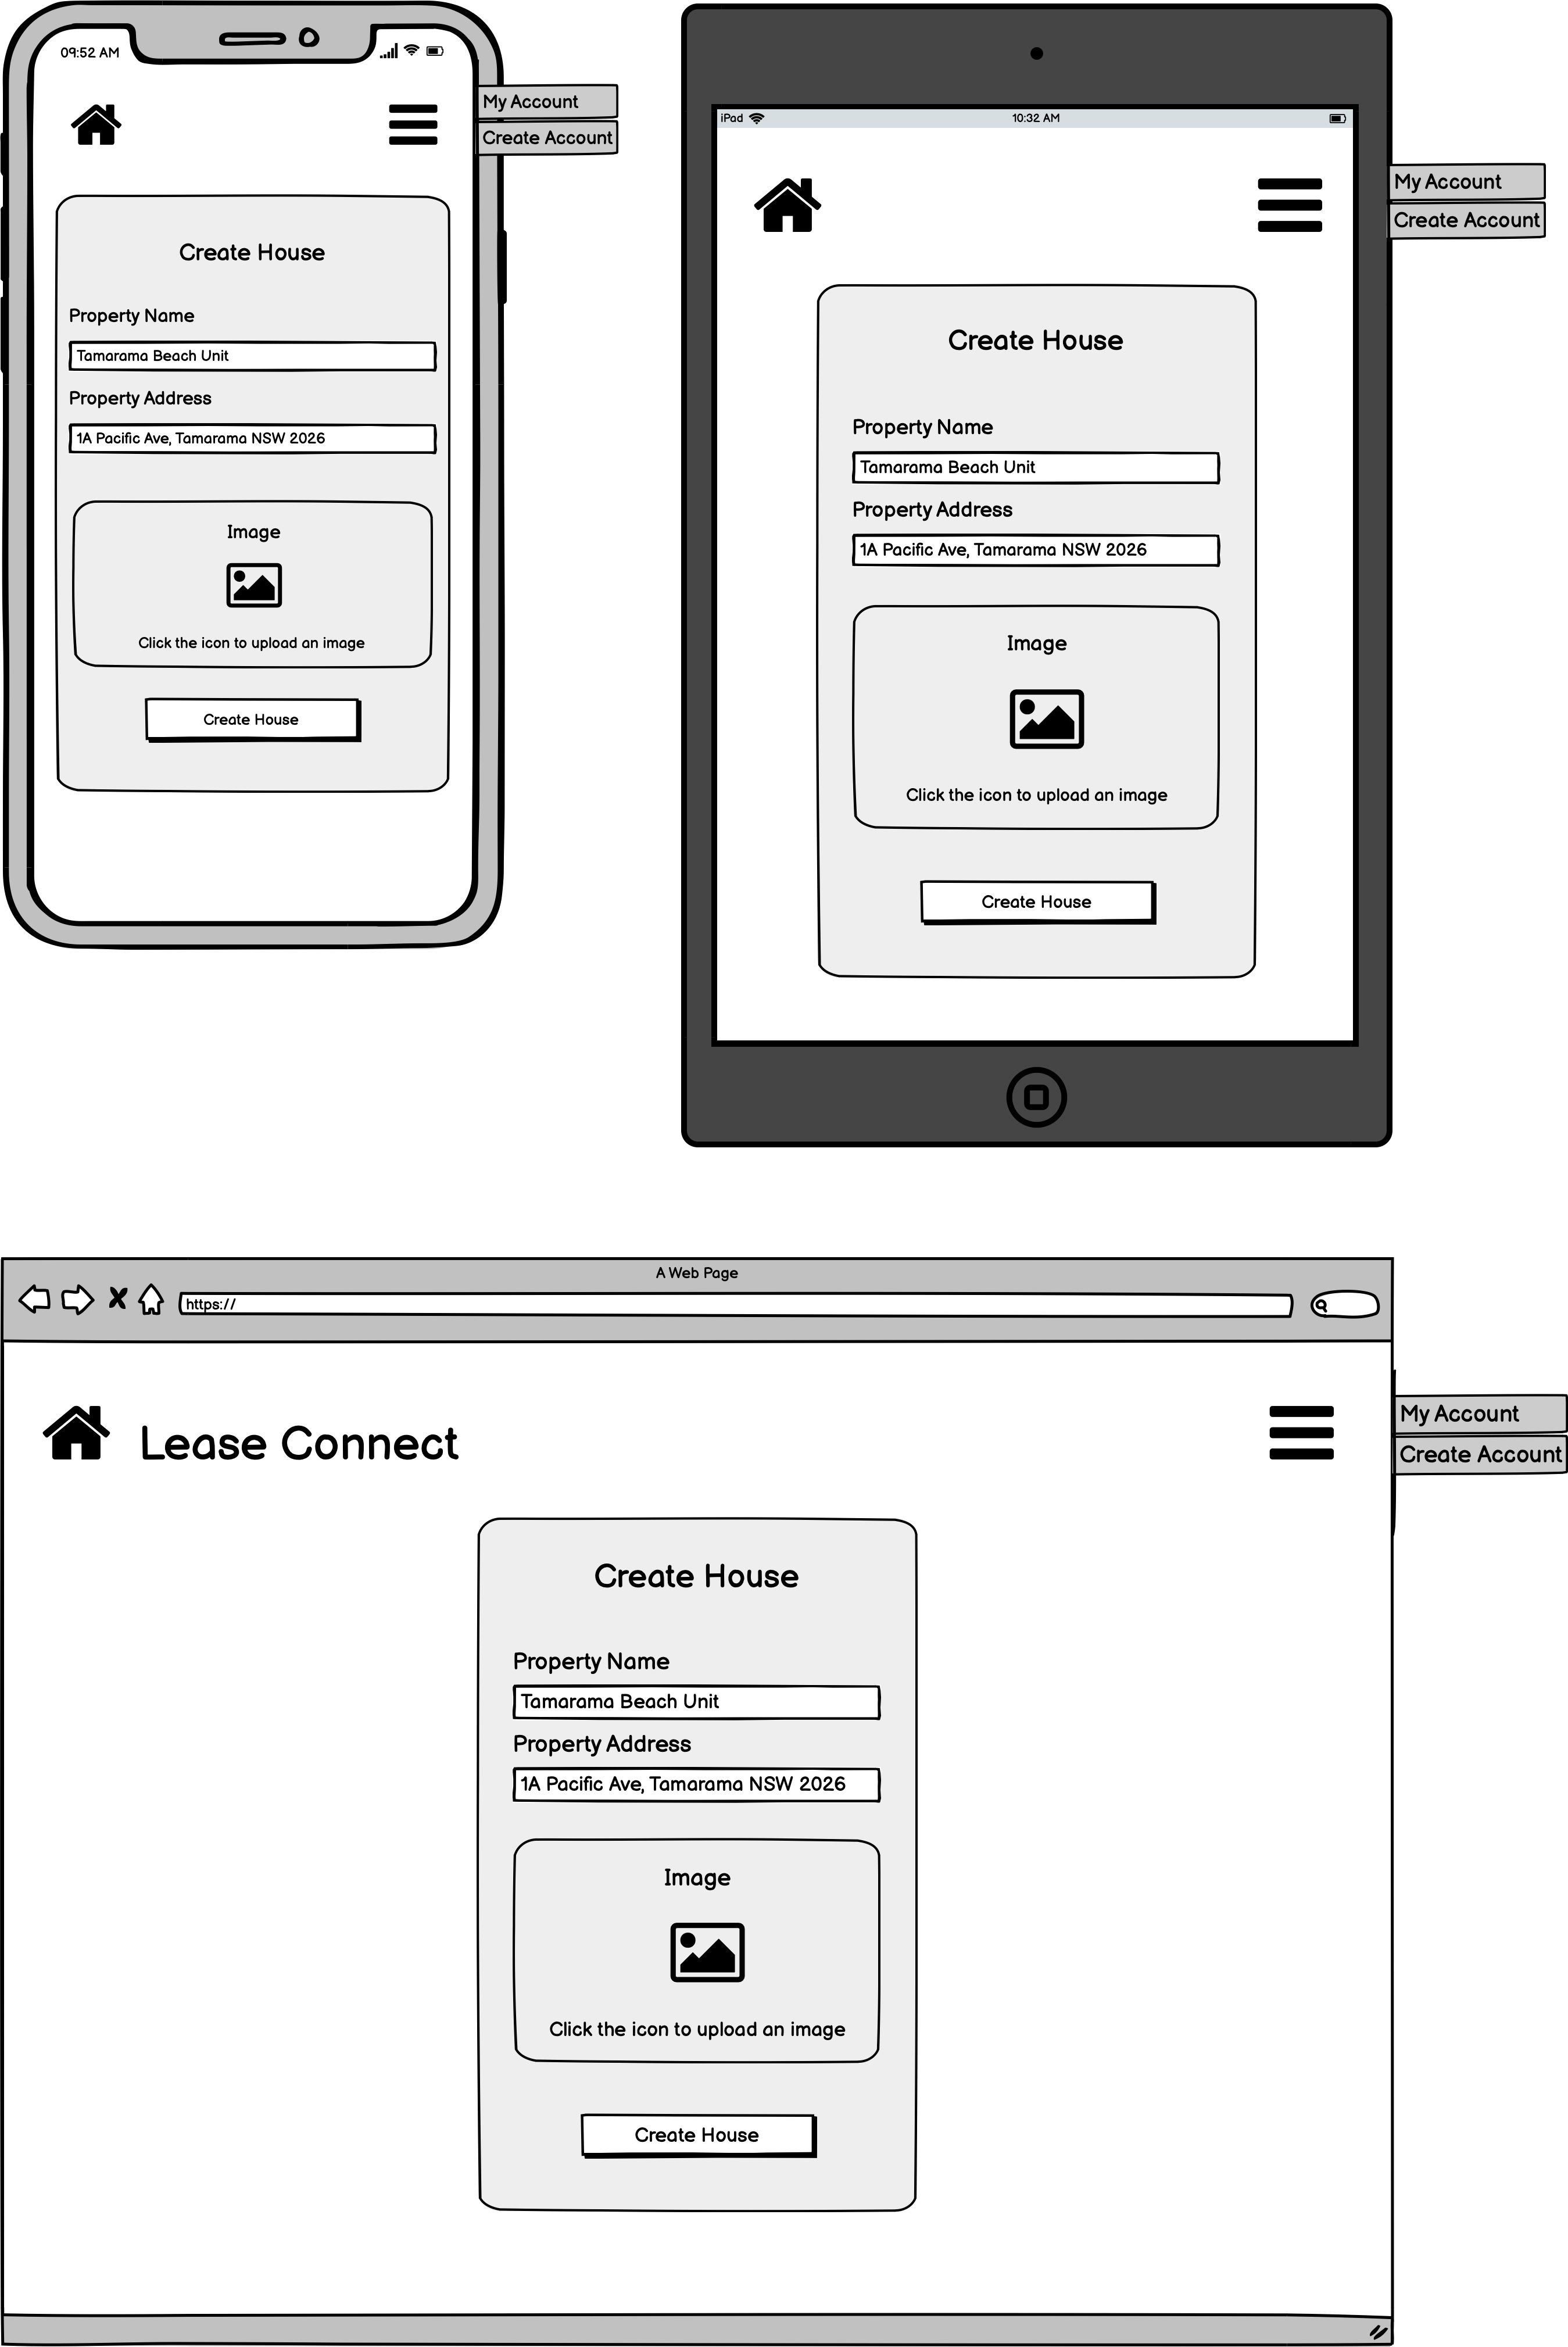 09:52 AM
My Account
Create Account
Create House
Property Name
Tamarama Beach Unit
Property Address
1A Pacific Ave, Tamarama NSW 2026
Image
Click the icon to upload an image
Create House
iPad
10:32 AM
My Account
Create Account
Create House
Property Name
Tamarama Beach Unit
Property Address
1A Pacific Ave, Tamarama NSW 2026
Image
Click the icon to upload an image
Create House
A Web Page
https://
Lease Connect
My Account
Create Account
Create House
Property Name
Tamarama Beach Unit
Property Address
1A Pacific Ave, Tamarama NSW 2026
Image
Click the icon to upload an image
Create House